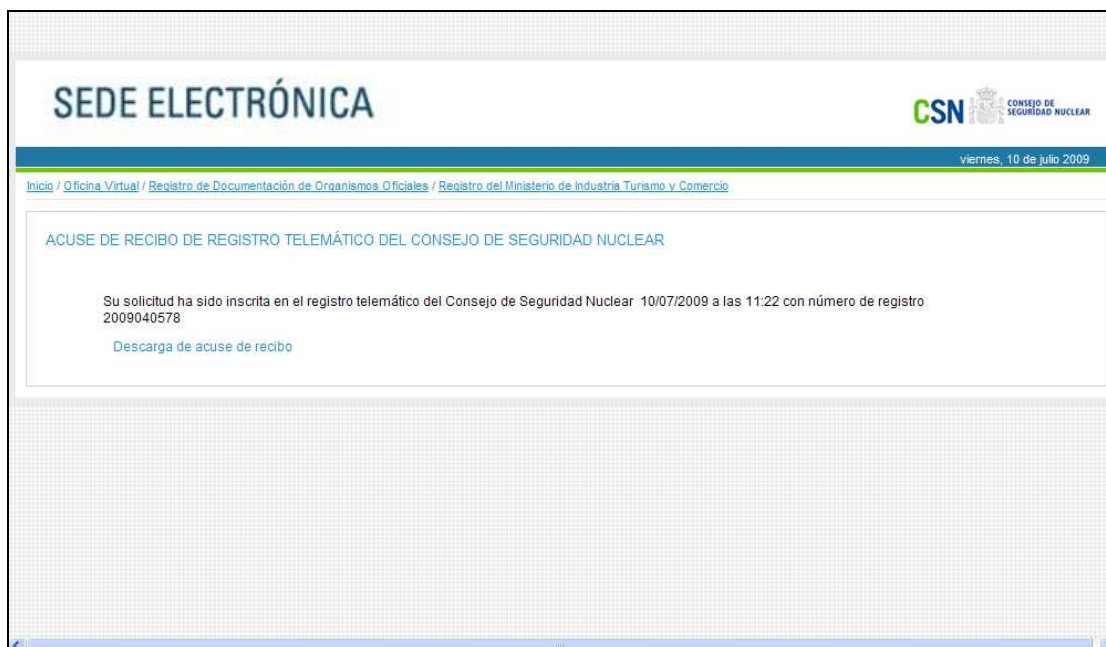 SEDE ELECTRÓNICA
CSN CONSEJO DE
SEGURIDAD NUCLEAR
viernes, 10 de julio 2009
Inicio / Oficina Virtual / Registro de Documentación de Organismos Oficiales / Registro del Ministerio de Industria Turismo y Comercio
ACUSE DE RECIBO DE REGISTRO TELEMÁTICO DEL CONSEJO DE SEGURIDAD NUCLEAR
Su solicitud ha sido inscrita en el registro telemático del Consejo de Seguridad Nuclear 10/07/2009 a las 11:22 con número de registro
2009040578
Descarga de acuse de recibo